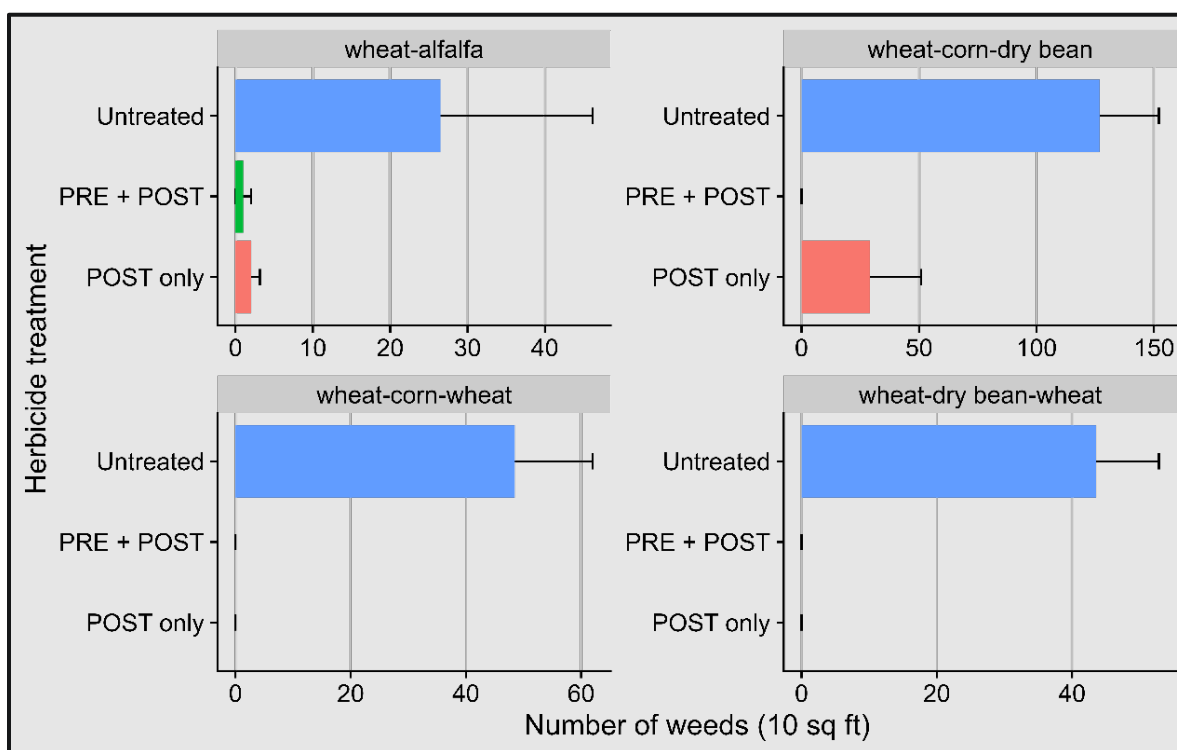 wheat-alfalfa
Untreated
PRE + POST
POST only
0 10 20 30 40
wheat-corn-dry bean
Untreated
PRE + POST
POST only
0 50 100 150
Herbicide treatment
wheat-corn-wheat
Untreated
PRE + POST
POST only
0 20 40 60
wheat-dry bean-wheat
Untreated
PRE + POST
POST only
0 20 40
Number of weeds (10 sq ft)